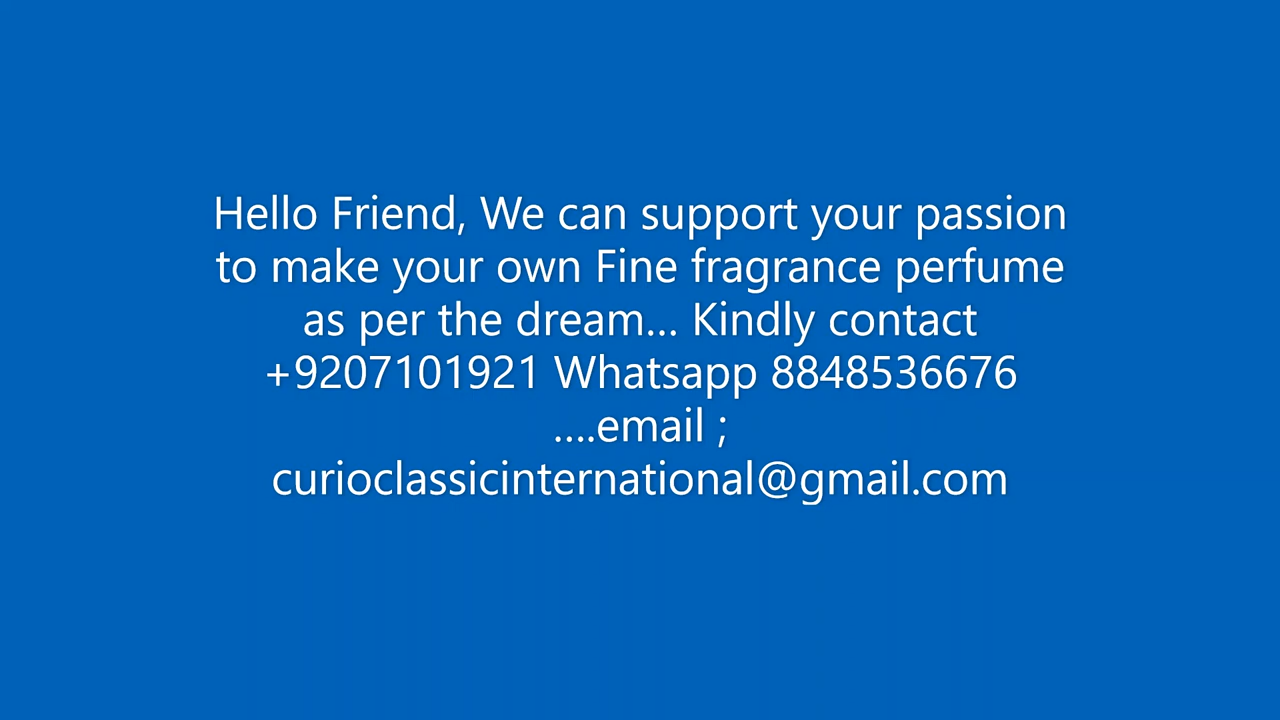 Hello Friend, We can support your passion
to make your own Fine fragrance perfume
as per the dream... Kindly contact
+9207101921 Whatsapp 8848536676
....email ;
curioclassicinternational@gmail.com